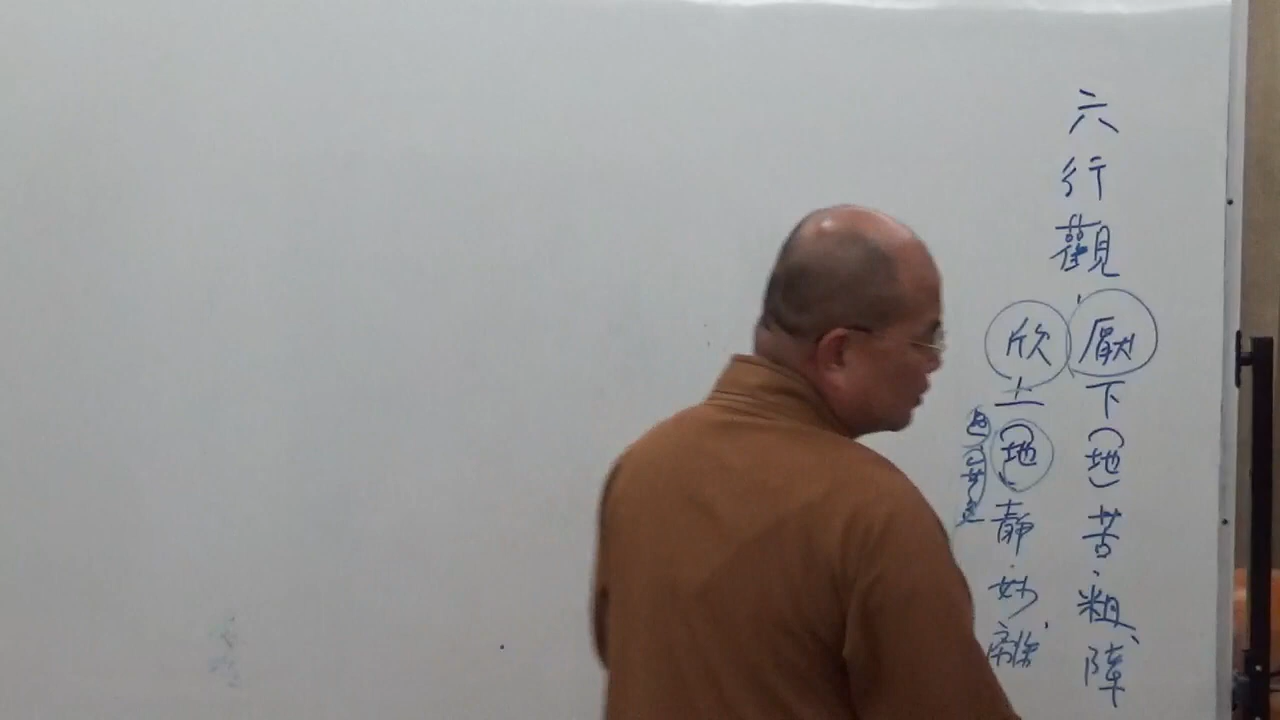 六行觀
厭下(地)苦、粗、障
欣上(地)靜、妙、離